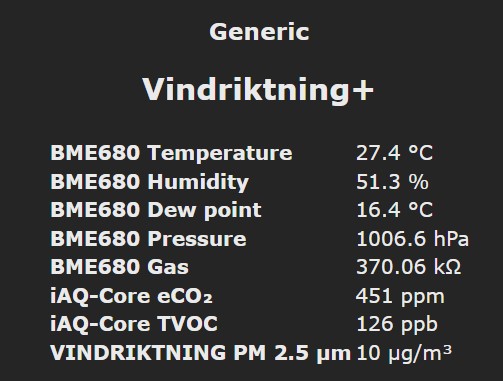 Generic
Vindriktning+
BME680 Temperature 27.4 °C
BME680 Humidity 51.3 %
BME680 Dew point 16.4 °C
BME680 Pressure 1006.6 hPa
BME680 Gas 370.06 kΩ
iAQ-Core eCO₂ 451 ppm
iAQ-Core TVOC 126 ppb
VINDRIKTNING PM 2.5 µm 10 µg/m³